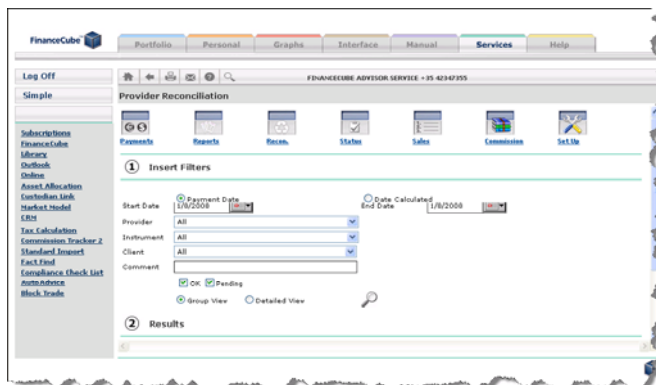 FinanceCube
Portfolio Personal Graphs Interface Manual Services Help
Log Off
FINANCECUBE ADVISOR SERVICE +35 42347355
Simple
Provider Reconciliation
Payments Reports Recon. Status Sales Commission Set Up
Subscriptions
FinanceCube
Library
Outlook
Online
Asset Allocation
Custodian Link
Market Model
CRM
Tax Calculation
Commission Tracker 2
Standard Import
Fact Find
Compliance Check List
Auto Advice
Block Trade
1 Insert Filters
Payment Date Date Calculated
Start Date 1/8/2008 End Date 1/8/2008
Provider All
Instrument All
Client All
Comment
OK Pending
Group View Detailed View
2 Results